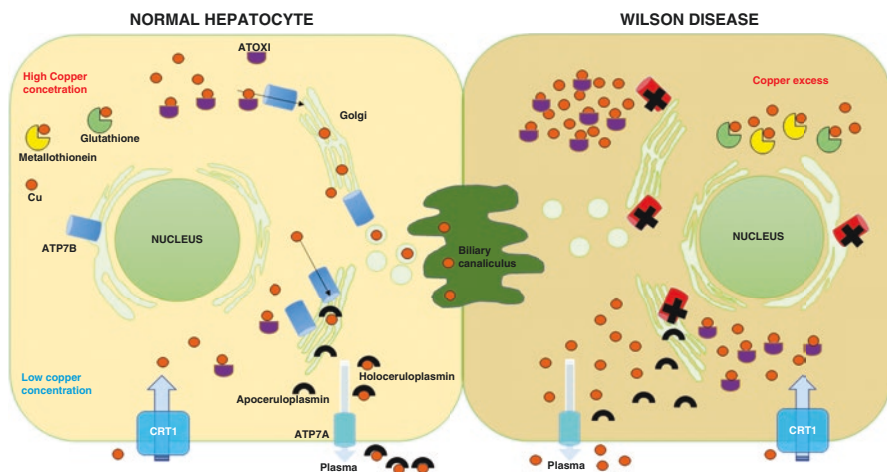 NORMAL HEPATOCYTE
WILSON DISEASE
ATOXI
High Copper
concetration
Copper excess
Golgi
Glutathione
Metallothionein
Cu
ATP7B
NUCLEUS
Biliary
canaliculus
NUCLEUS
Low copper
concentration
Holoceruloplasmin
Apoceruloplasmin
CRT1
ATP7A
Plasma
CRT1
Plasma